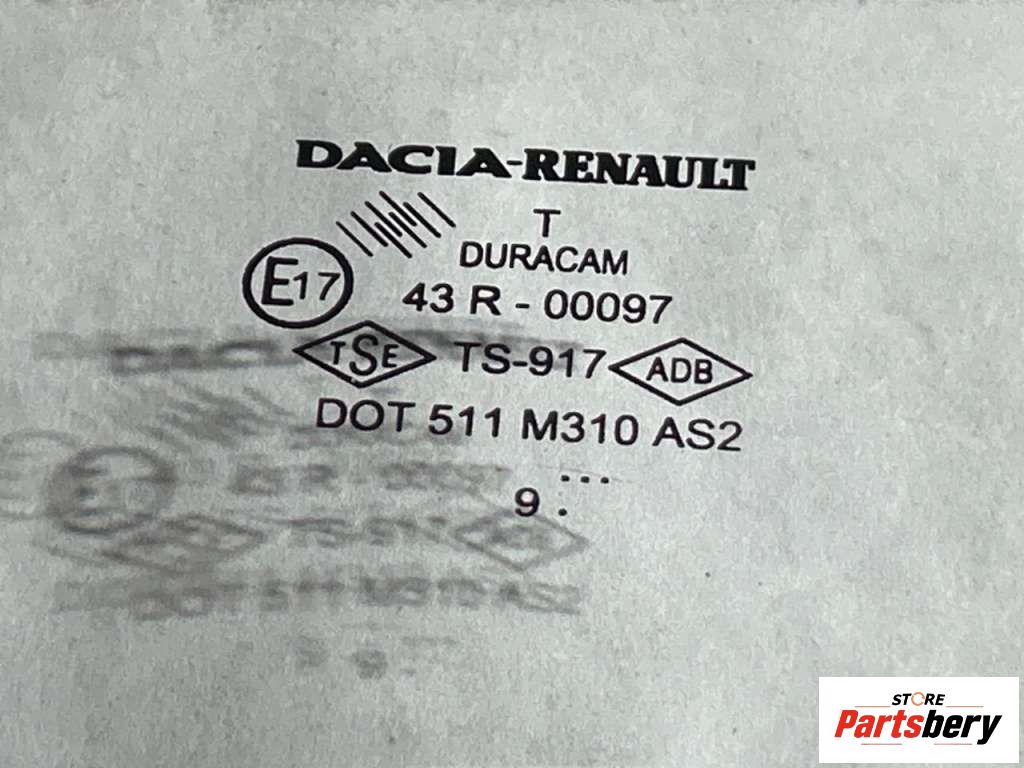 DACIA-RENAULT
T
DURACAM
E17
43 R - 00097
TSE TS-917 ADB
DOT 511 M310 AS2
...
9 .
STORE
Partsbery